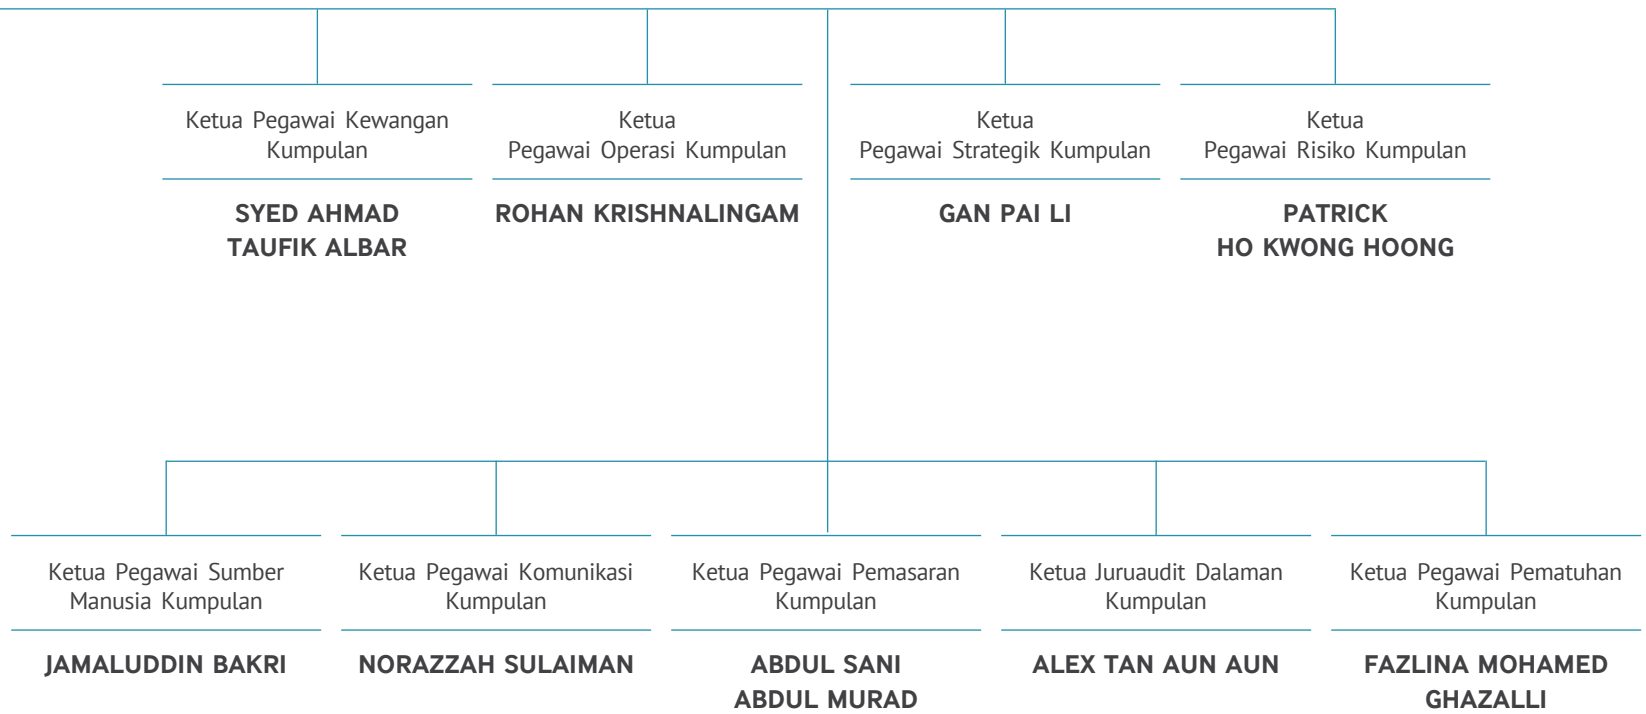 Ketua Pegawai Kewangan
Kumpulan
SYED AHMAD
TAUFIK ALBAR
Ketua
Pegawai Operasi Kumpulan
ROHAN KRISHNALINGAM
Ketua
Pegawai Strategik Kumpulan
GAN PAI LI
Ketua
Pegawai Risiko Kumpulan
PATRICK
HO KWONG HOONG
Ketua Pegawai Sumber
Manusia Kumpulan
JAMALUDDIN BAKRI
Ketua Pegawai Komunikasi
Kumpulan
NORAZZAH SULAIMAN
Ketua Pegawai Pemasaran
Kumpulan
ABDUL SANI
ABDUL MURAD
Ketua Juruaudit Dalaman
Kumpulan
ALEX TAN AUN AUN
Ketua Pegawai Pematuhan
Kumpulan
FAZLINA MOHAMED
GHAZALLI